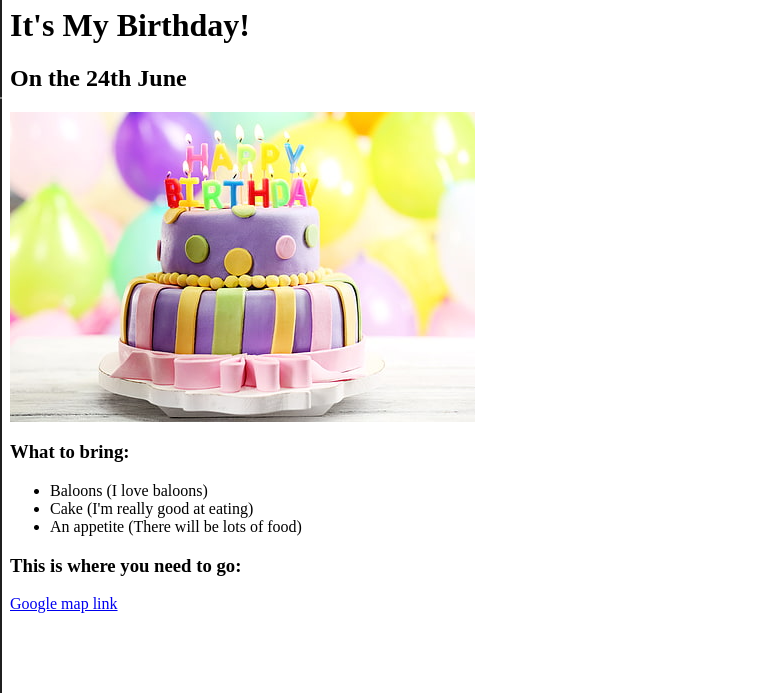 It's My Birthday!
On the 24th June
HAPPY
BIRTHDAY
What to bring:
Baloons (I love baloons)
Cake (I'm really good at eating)
An appetite (There will be lots of food)
This is where you need to go:
Google map link